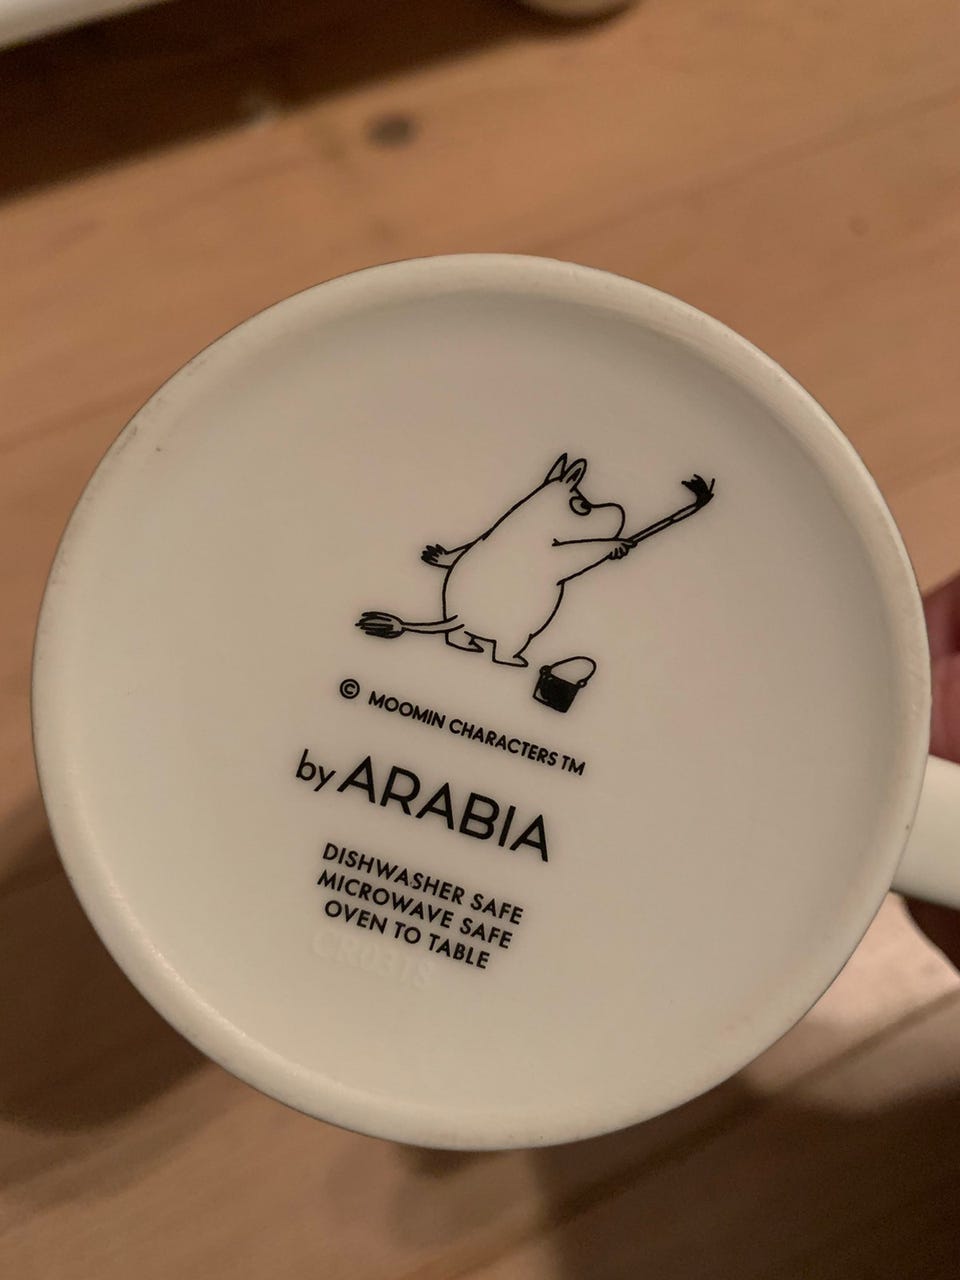 © MOOMIN CHARACTERS TM
by ARABIA
DISHWASHER SAFE
MICROWAVE SAFE
OVEN TO TABLE